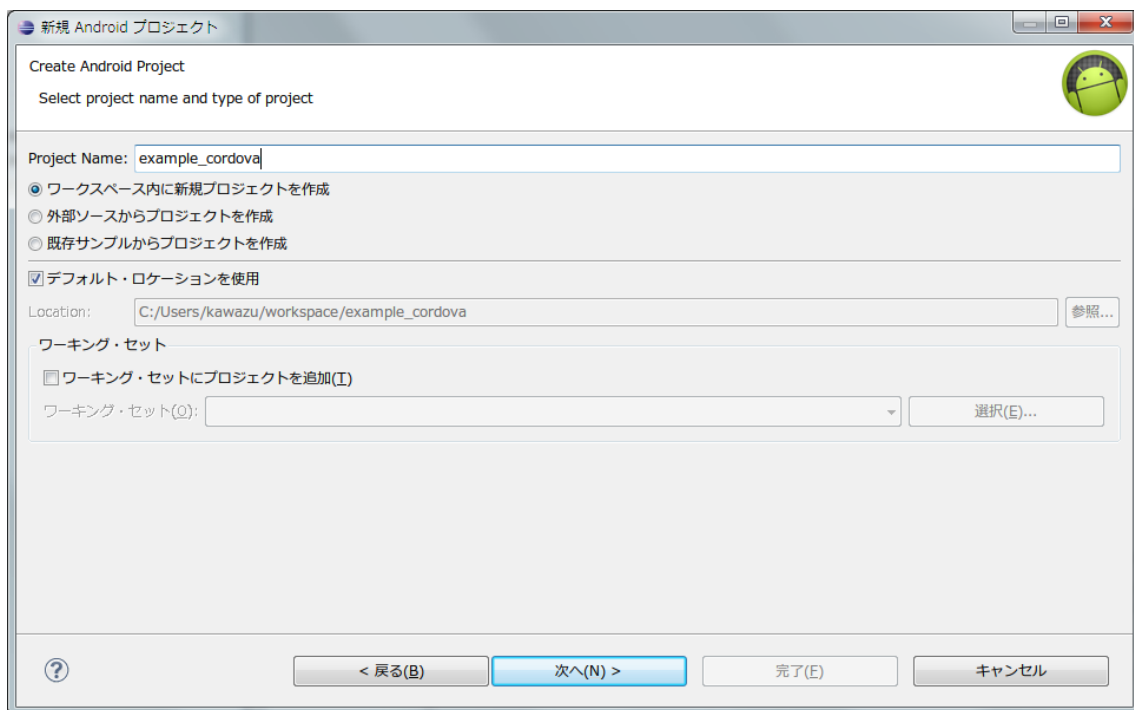 新規 Android プロジェクト
Create Android Project
Select project name and type of project
Project Name: example_cordova
ワークスペース内に新規プロジェクトを作成
外部ソースからプロジェクトを作成
既存サンプルからプロジェクトを作成
デフォルト・ロケーションを使用
Location: C:/Users/kawazu/workspace/example_cordova 参照...
ワーキング・セット
ワーキング・セットにプロジェクトを追加(T)
ワーキング・セット(O): 選択(E)...
? < 戻る(B) 次へ(N) > 完了(F) キャンセル